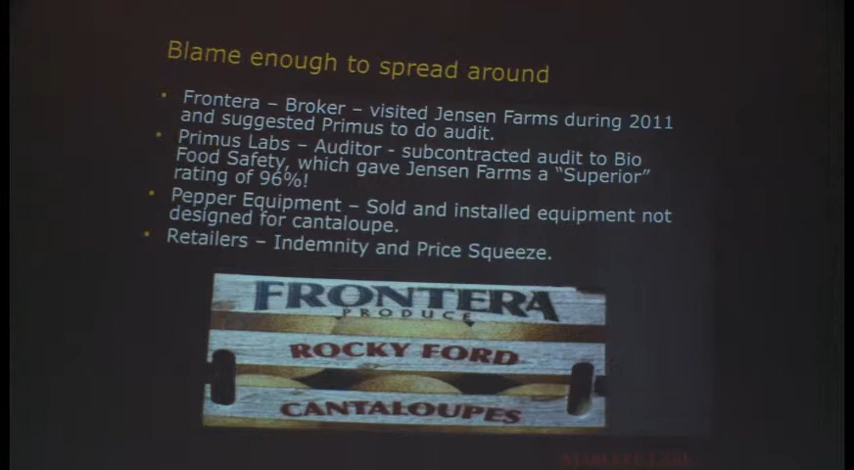 Blame enough to spread around
• Frontera – Broker – visited Jensen Farms during 2011
and suggested Primus to do audit.
• Primus Labs – Auditor - subcontracted audit to Bio
Food Safety, which gave Jensen Farms a “Superior”
rating of 96%!
• Pepper Equipment – Sold and installed equipment not
designed for cantaloupe.
• Retailers – Indemnity and Price Squeeze.
FRONTERA
PRODUCE
ROCKY FORD
CANTALOUPES